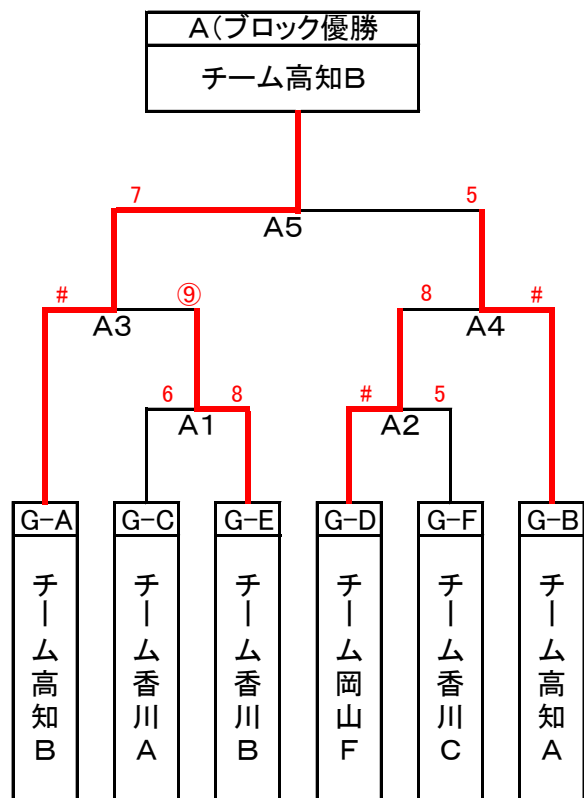 A(ブロック優勝
チーム高知B
7
5
A5
#
⑨
8
#
A3
A4
6
8
#
5
A1
A2
G-A
G-C
G-E
G-D
G-F
G-B
チーム高知B
チーム香川A
チーム香川B
チーム岡山F
チーム香川C
チーム高知A